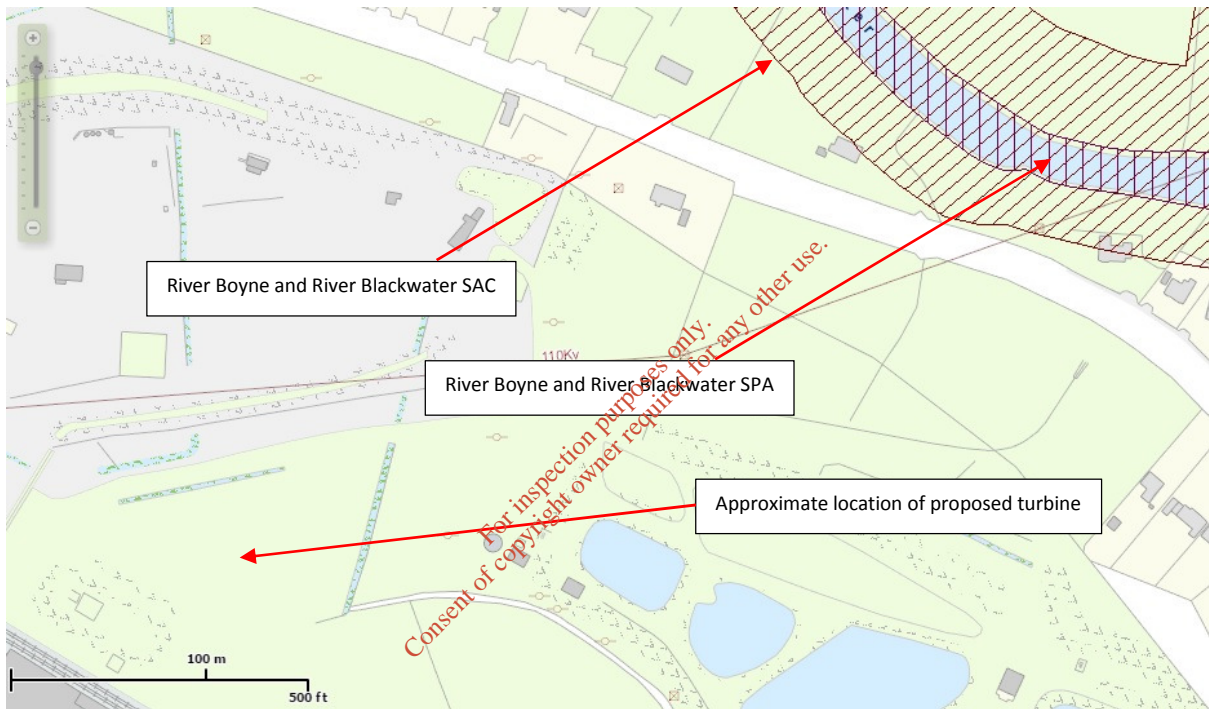 River Boyne and River Blackwater SAC
110Kv
River Boyne and River Blackwater SPA
For inspection purposes only.
Consent of copyright owner required for any other use.
Approximate location of proposed turbine
100 m
500 ft